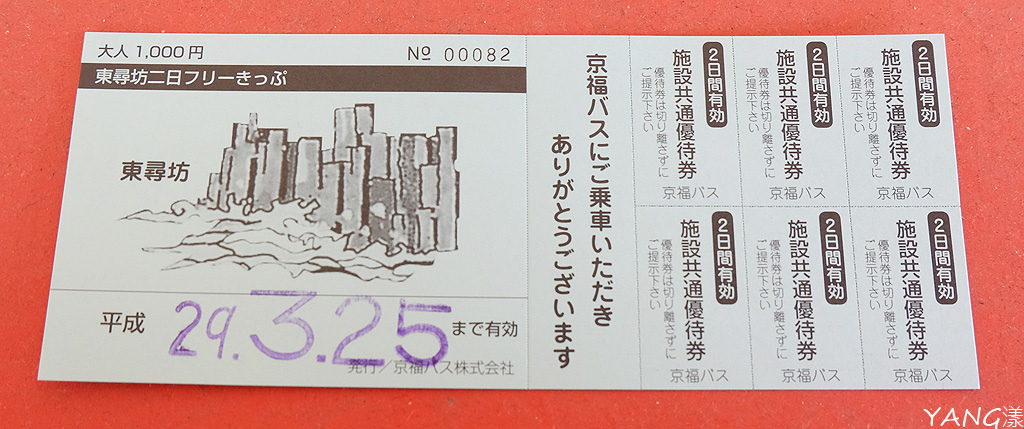 大人1,000円
№ 00082
東尋坊二日フリーきっぷ
東尋坊
平成 29.3.25まで有効
発行/京福バス株式会社
京福バスにご乗車いただき
ありがとうございます
2日間有効
施設共通優待券
優待券は切り離さずに
ご提示下さい
京福バス
2日間有効
施設共通優待券
優待券は切り離さずに
ご提示下さい
京福バス
2日間有効
施設共通優待券
優待券は切り離さずに
ご提示下さい
京福バス
2日間有効
施設共通優待券
優待券は切り離さずに
ご提示下さい
京福バス
2日間有効
施設共通優待券
優待券は切り離さずに
ご提示下さい
京福バス
2日間有効
施設共通優待券
優待券は切り離さずに
ご提示下さい
京福バス
YANG漾